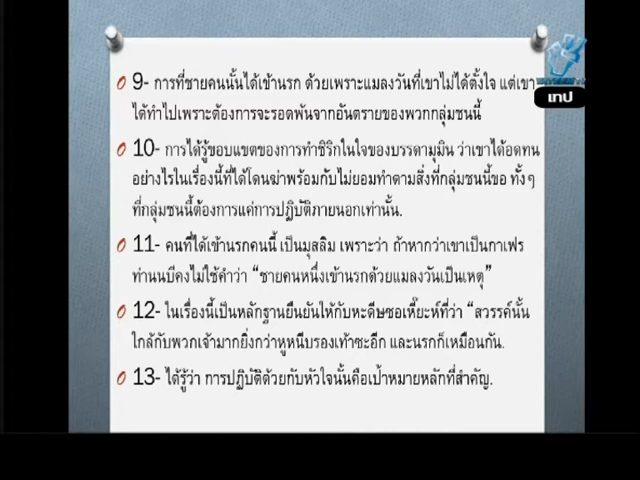 9- การที่ชายคนนั้นได้เข้านรก ด้วยเพราะแมลงวันที่เขาไม่ได้ตั้งใจ แต่เขา
ได้ทำไปเพราะต้องการจะรอดพ้นจากอันตรายของพวกกลุ่มชนนี้
เทป
10- การได้รู้ขอบแขตของการทำชิริกในใจของบรรดามุมิน ว่าเขาได้อดทน
อย่างไรในเรื่องนี้ที่ได้โดนฆ่าพร้อมกับไม่ยอมทำตามสิ่งที่กลุ่มชนนี้ขอ ทั้งๆ
ที่กลุ่มชนนี้ต้องการแค่การปฏิบัติภายนอกเท่านั้น.
11- คนที่ได้เข้านรกคนนี้ เป็นมุสลิม เพราะว่า ถ้าหากว่าเขาเป็นกาเฟร
ท่านนบีคงไม่ใช้คำว่า “ชายคนหนึ่งเข้านรกด้วยแมลงวันเป็นเหตุ”
12- ในเรื่องนี้เป็นหลักฐานยืนยันให้กับหะดีษซอเหี๊ยะห์ที่ว่า “สวรรค์นั้น
ใกล้กับพวกเจ้ามากยิ่งกว่าหูหนีบรองเท้าซะอีก และนรกก็เหมือนกัน.
13- ได้รู้ว่า การปฏิบัติด้วยกับหัวใจนั้นคือเป้าหมายหลักที่สำคัญ.